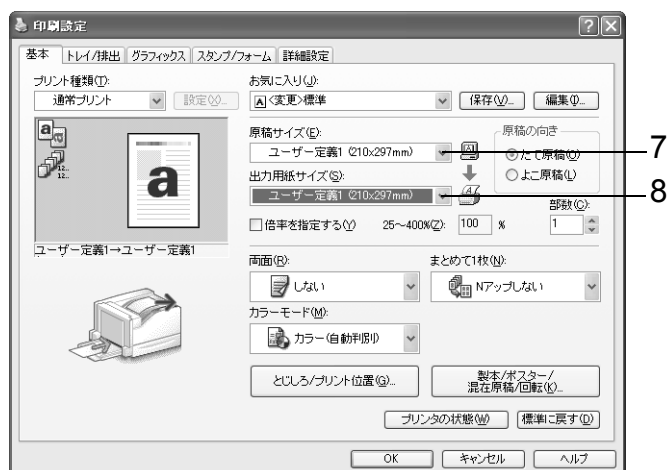 印刷設定
基本 トレイ/排出 グラフィックス スタンプ/フォーム 詳細設定
プリント種類(T):
通常プリント 設定(X)...
お気に入り(J):
<変更>標準 保存(V)... 編集(I)...
原稿サイズ(E):
ユーザー定義1 (210x297mm)
7
出力用紙サイズ(S):
ユーザー定義1 (210x297mm)
8
原稿の向き
たて原稿(O)
よこ原稿(L)
倍率を指定する(Y) 25～400%(Z): 100 %
部数(C):
1
a
12..
12..
a
ユーザー定義1→ユーザー定義1
両面(R):
しない
まとめて1枚(N):
Nアップしない
カラーモード(M):
カラー(自動判別)
とじしろ/プリント位置(G)...
製本/ポスター/
混在原稿/回転(K)...
プリンタの状態(W) 標準に戻す(D)
OK キャンセル ヘルプ